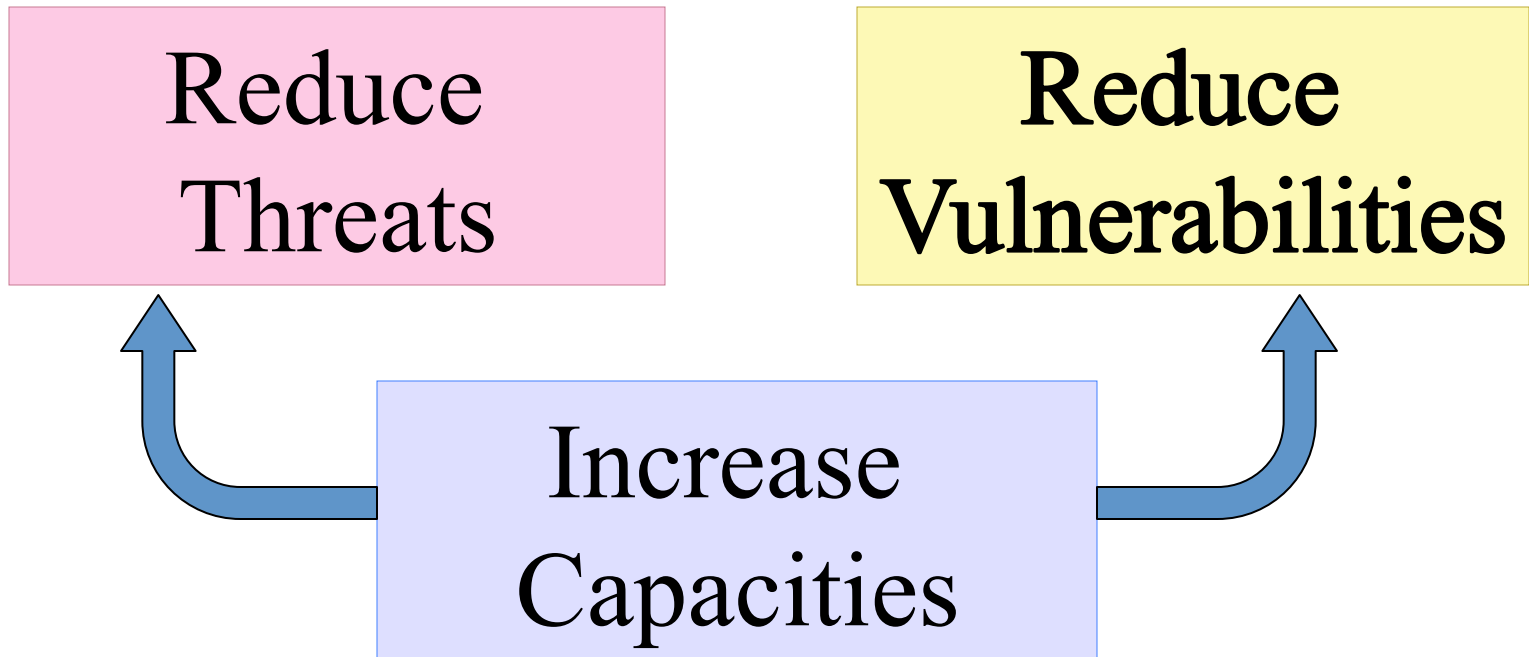 Reduce
Threats
Reduce
Vulnerabilities
Increase
Capacities